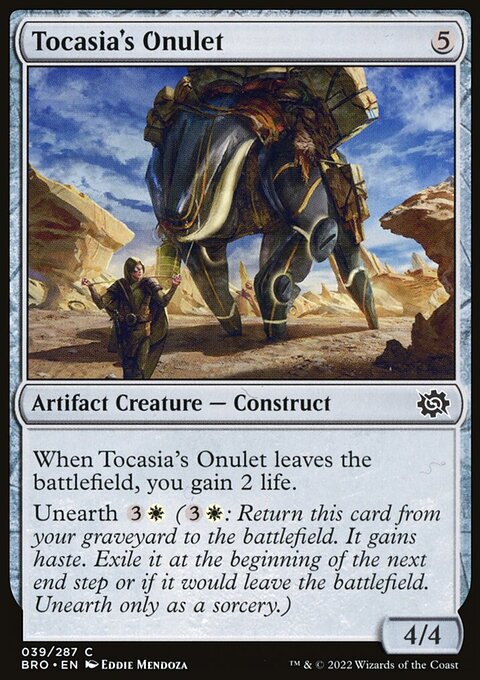 Tocasia's Onulet 5
Artifact Creature — Construct
When Tocasia's Onulet leaves the
battlefield, you gain 2 life.
Unearth 3 (3: Return this card from
your graveyard to the battlefield. It gains
haste. Exile it at the beginning of the next
end step or if it would leave the battlefield.
Unearth only as a sorcery.)
4/4
039/287 C
BRO • EN Eddie Mendoza
™ & © 2022 Wizards of the Coast